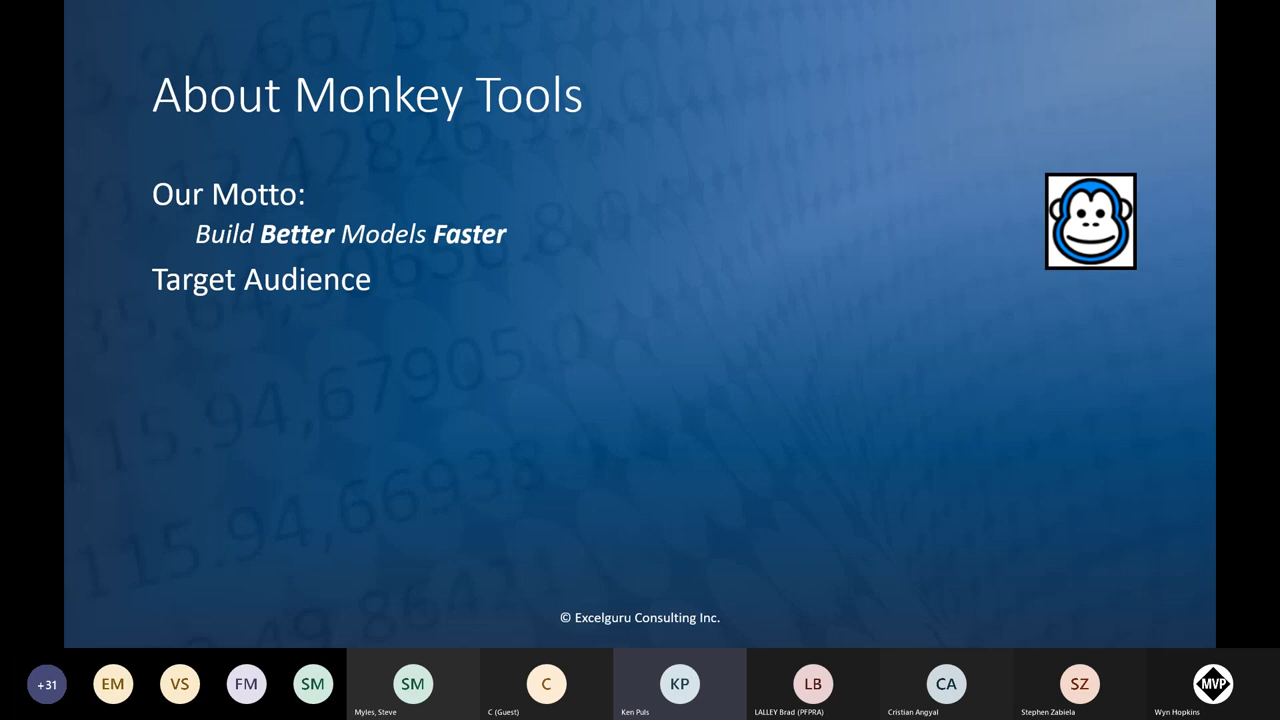 About Monkey Tools
Our Motto:
Build Better Models Faster
Target Audience
© Excelguru Consulting Inc.
+31
EM
VS
FM
SM
SM
C
KP
LB
CA
SZ
MVP
Myles, Steve
C (Guest)
Ken Puls
LALLEY Brad (PFPRA)
Cristian Angyal
Stephen Zabiela
Wyn Hopkins